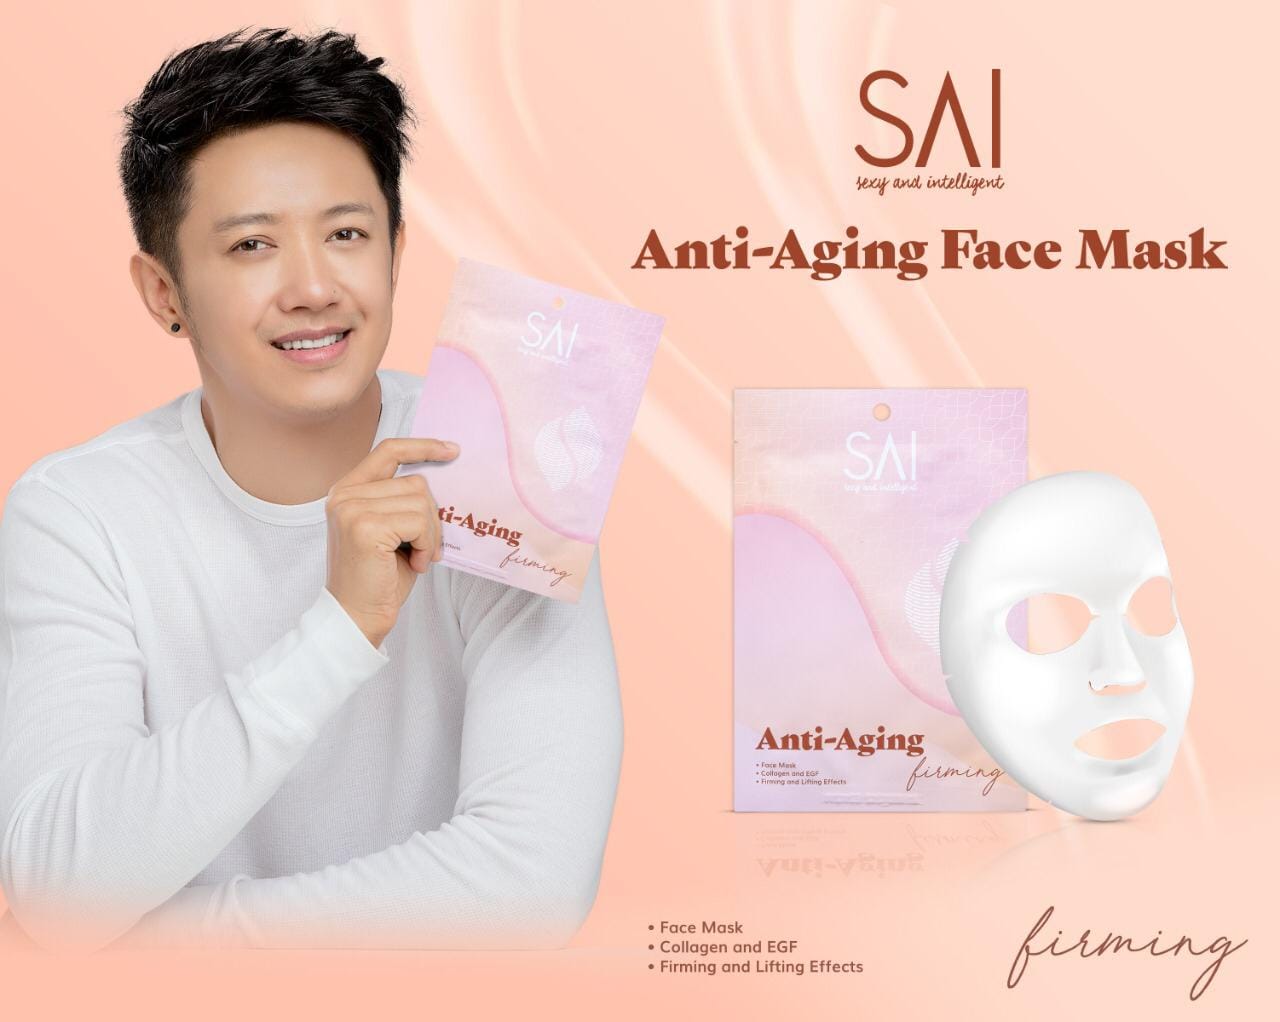 SAI
sexy and intelligent
Anti-Aging Face Mask
SAI
sexy and intelligent
ti-Aging
Effects
firming
SAI
sexy and intelligent
Anti-Aging
firming
• Face Mask
• Collagen and EGF
• Firming and Lifting Effects
• Face Mask
• Collagen and EGF
• Firming and Lifting Effects
firming